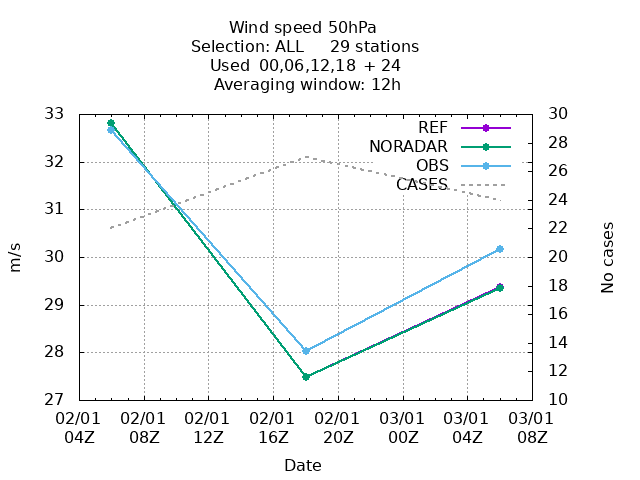 Wind speed 50hPa
Selection: ALL 29 stations
Used 00,06,12,18 + 24
Averaging window: 12h
33 30
REF 28
NORADAR
32 OBS 26
CASES 24
31 22
m/s 30 20 No cases
18
29 16
14
28 12
27 10
02/01 02/01 02/01 02/01 02/01 03/01 03/01 03/01
04Z 08Z 12Z 16Z 20Z 00Z 04Z 08Z
Date